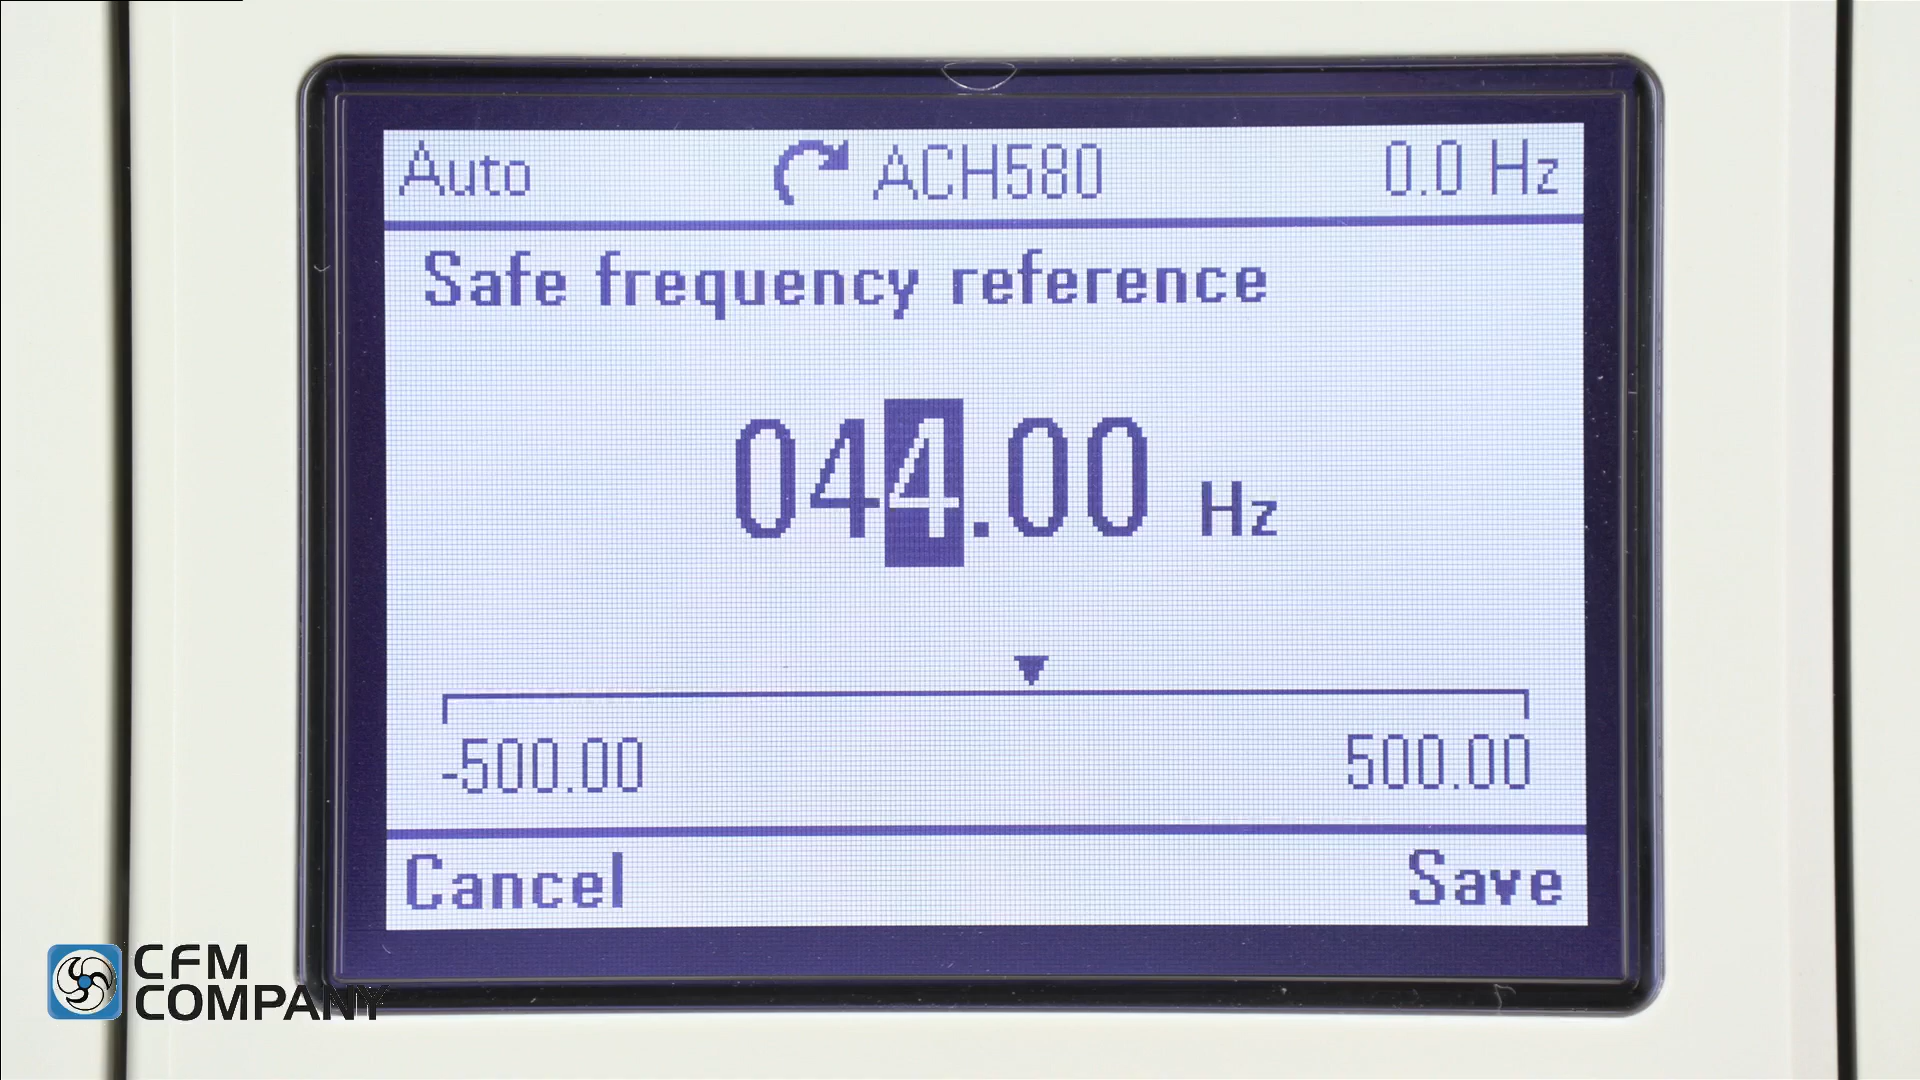 Auto ACH580 0.0 Hz
Safe frequency reference
044.00 Hz
-500.00 500.00
Cancel Save
CFM
COMPANY